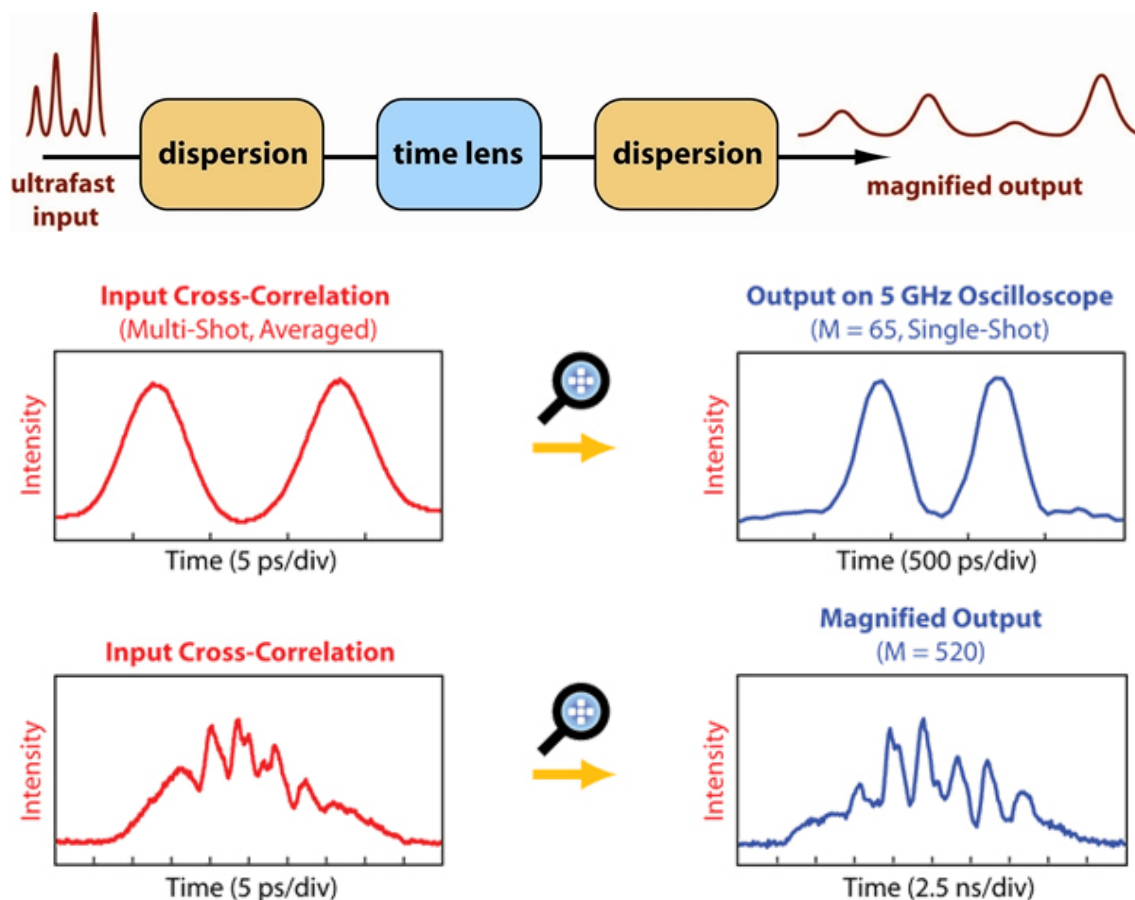 dispersion
time lens
dispersion
ultrafast
input
magnified output
Input Cross-Correlation
(Multi-Shot, Averaged)
Output on 5 GHz Oscilloscope
(M = 65, Single-Shot)
Intensity
Time (5 ps/div)
Intensity
Time (500 ps/div)
Input Cross-Correlation
Magnified Output
(M = 520)
Intensity
Time (5 ps/div)
Intensity
Time (2.5 ns/div)